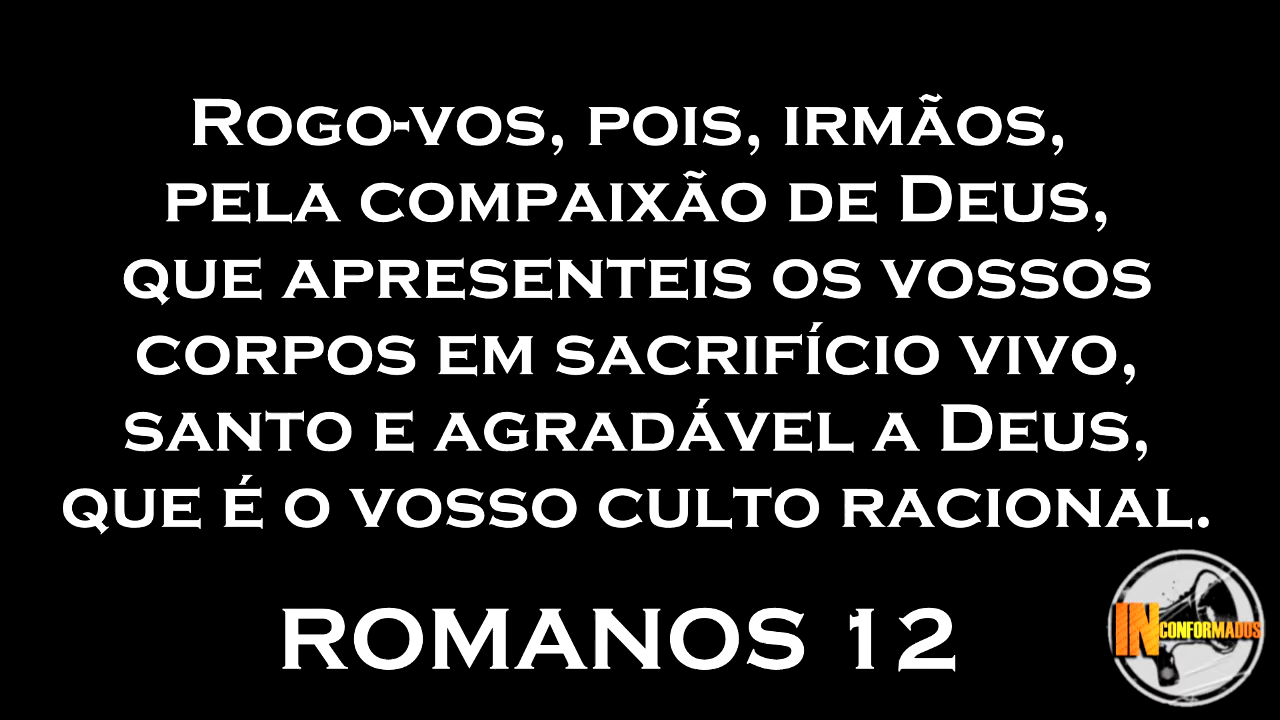 Rogo-vos, pois, irmãos,
pela compaixão de Deus,
que apresenteis os vossos
corpos em sacrifício vivo,
santo e agradável a Deus,
que é o vosso culto racional.
ROMANOS 12
INCONFORMADOS